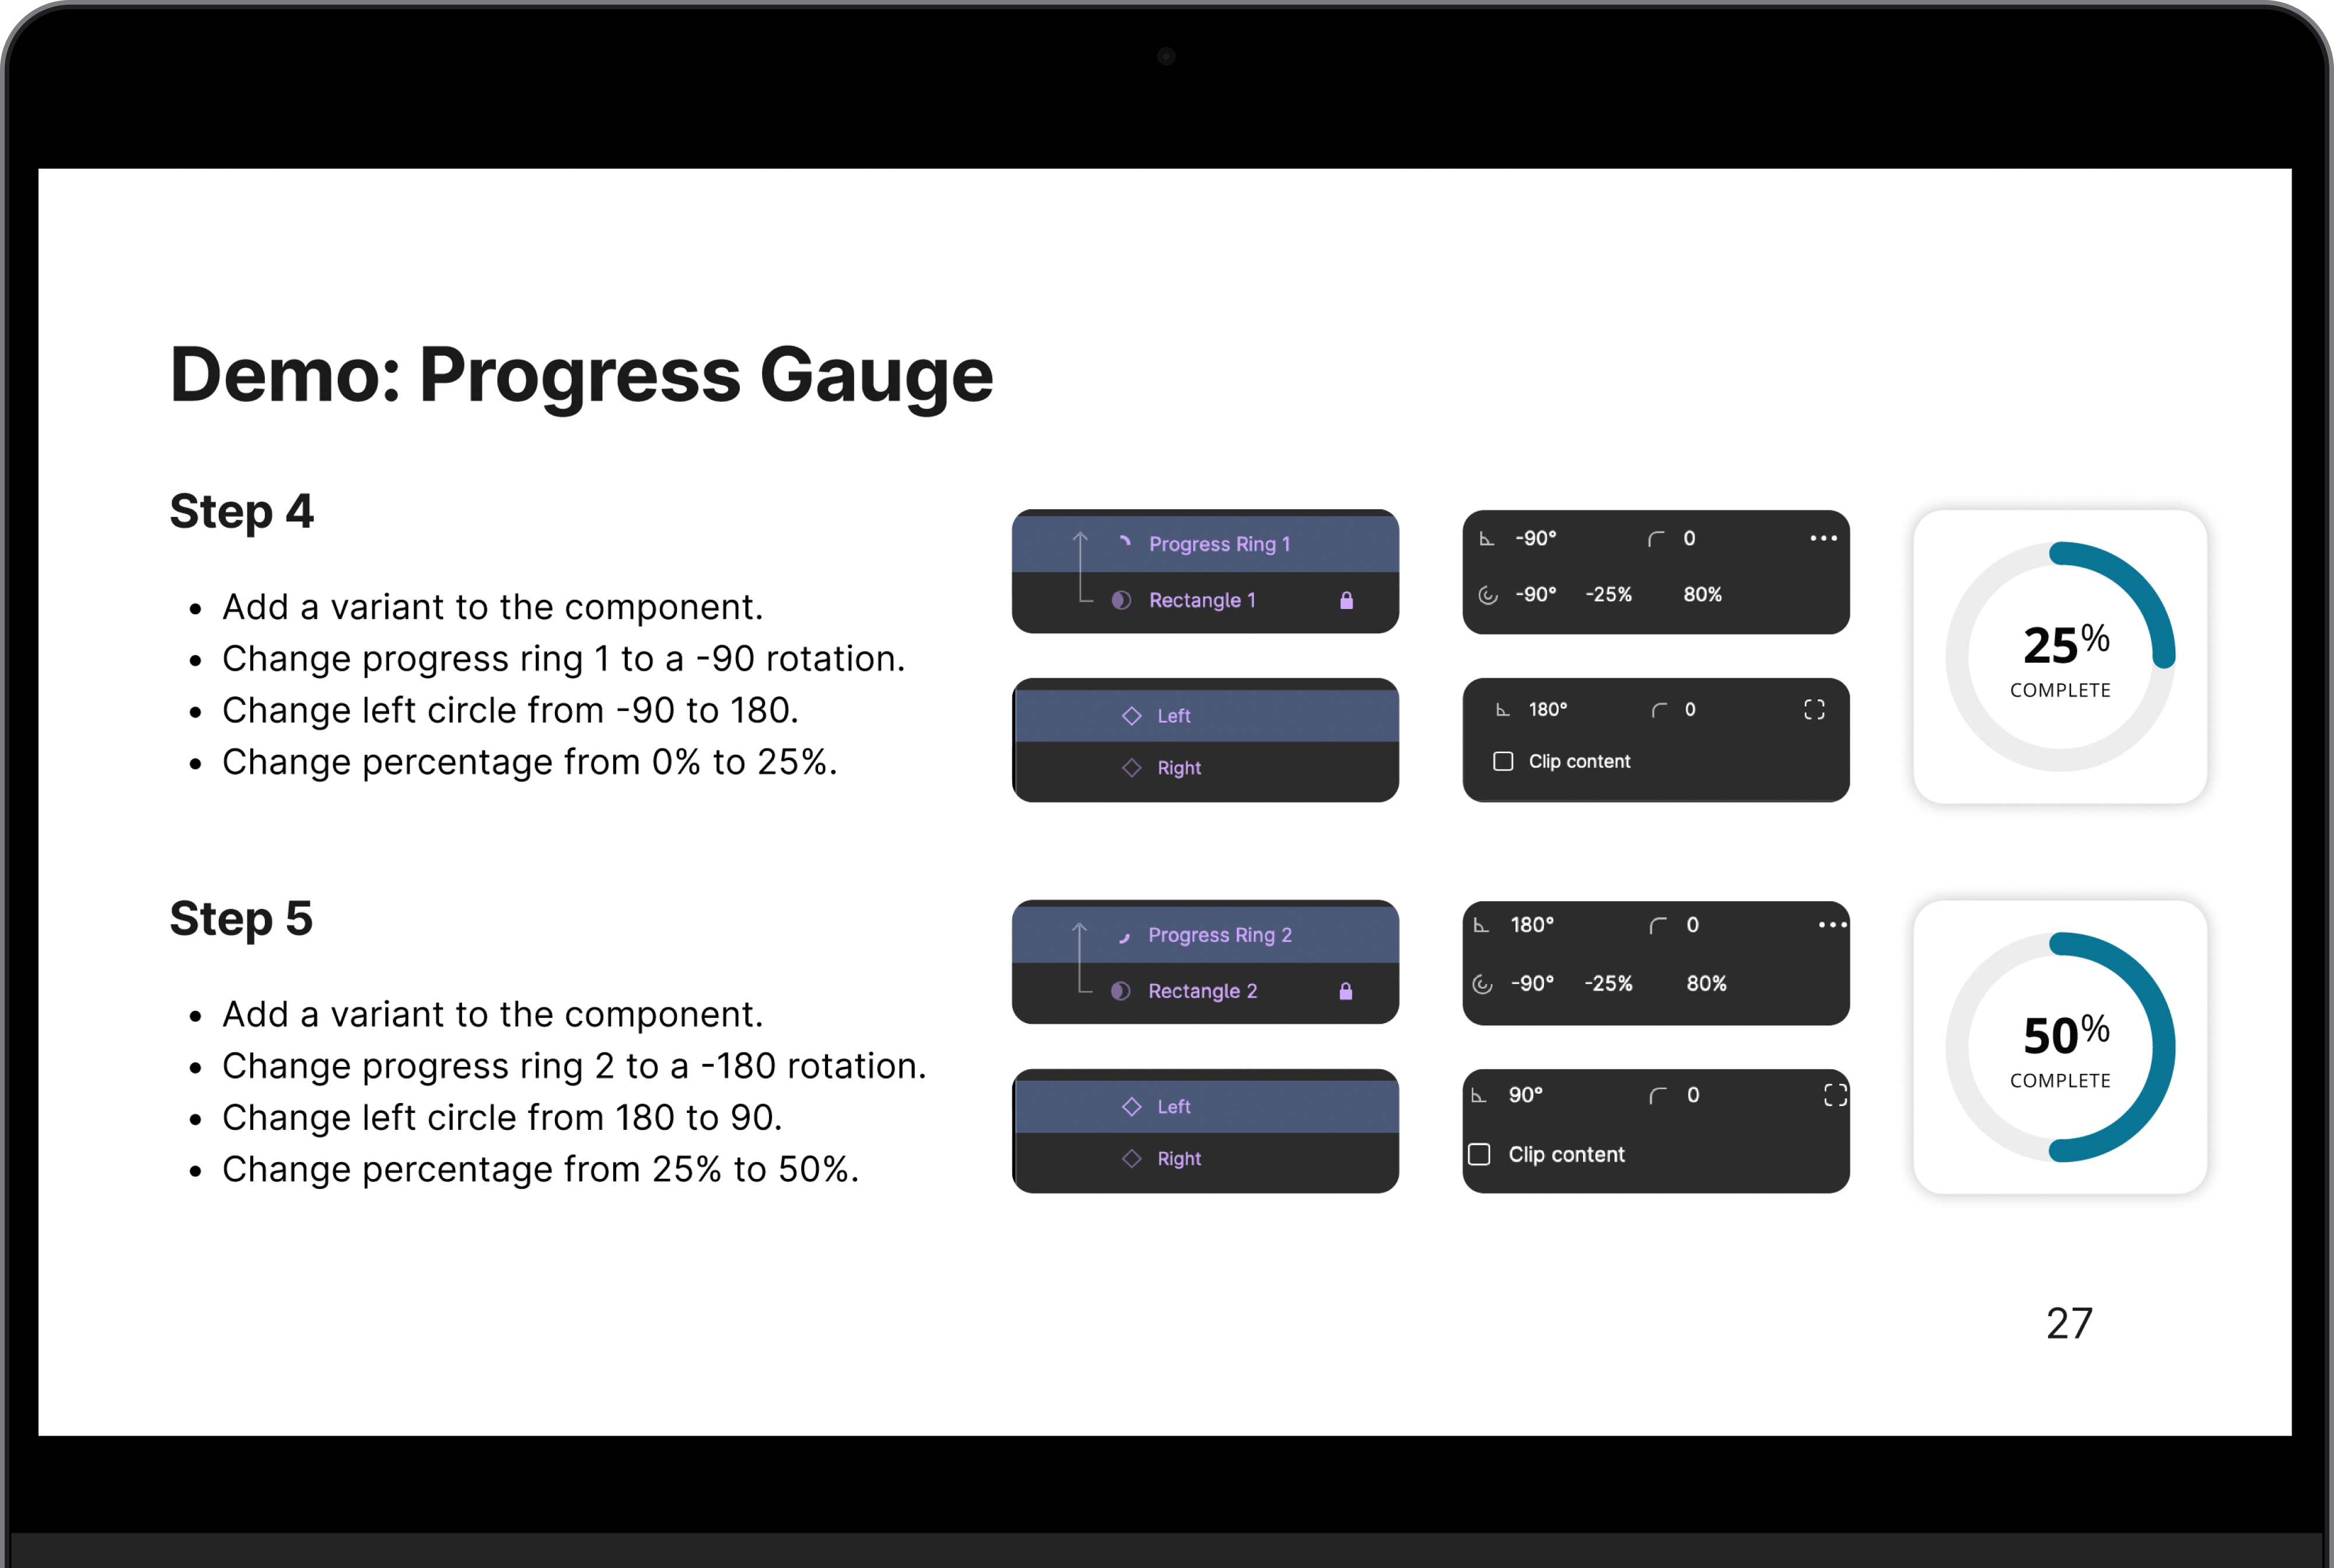 Demo: Progress Gauge
Step 4
• Add a variant to the component.
• Change progress ring 1 to a -90 rotation.
• Change left circle from -90 to 180.
• Change percentage from 0% to 25%.
Progress Ring 1
Rectangle 1
-90° 0
-90° -25% 80%
Left
Right
180° 0
Clip content
25%
COMPLETE
Step 5
• Add a variant to the component.
• Change progress ring 2 to a -180 rotation.
• Change left circle from 180 to 90.
• Change percentage from 25% to 50%.
Progress Ring 2
Rectangle 2
180° 0
-90° -25% 80%
Left
Right
90° 0
Clip content
50%
COMPLETE
27